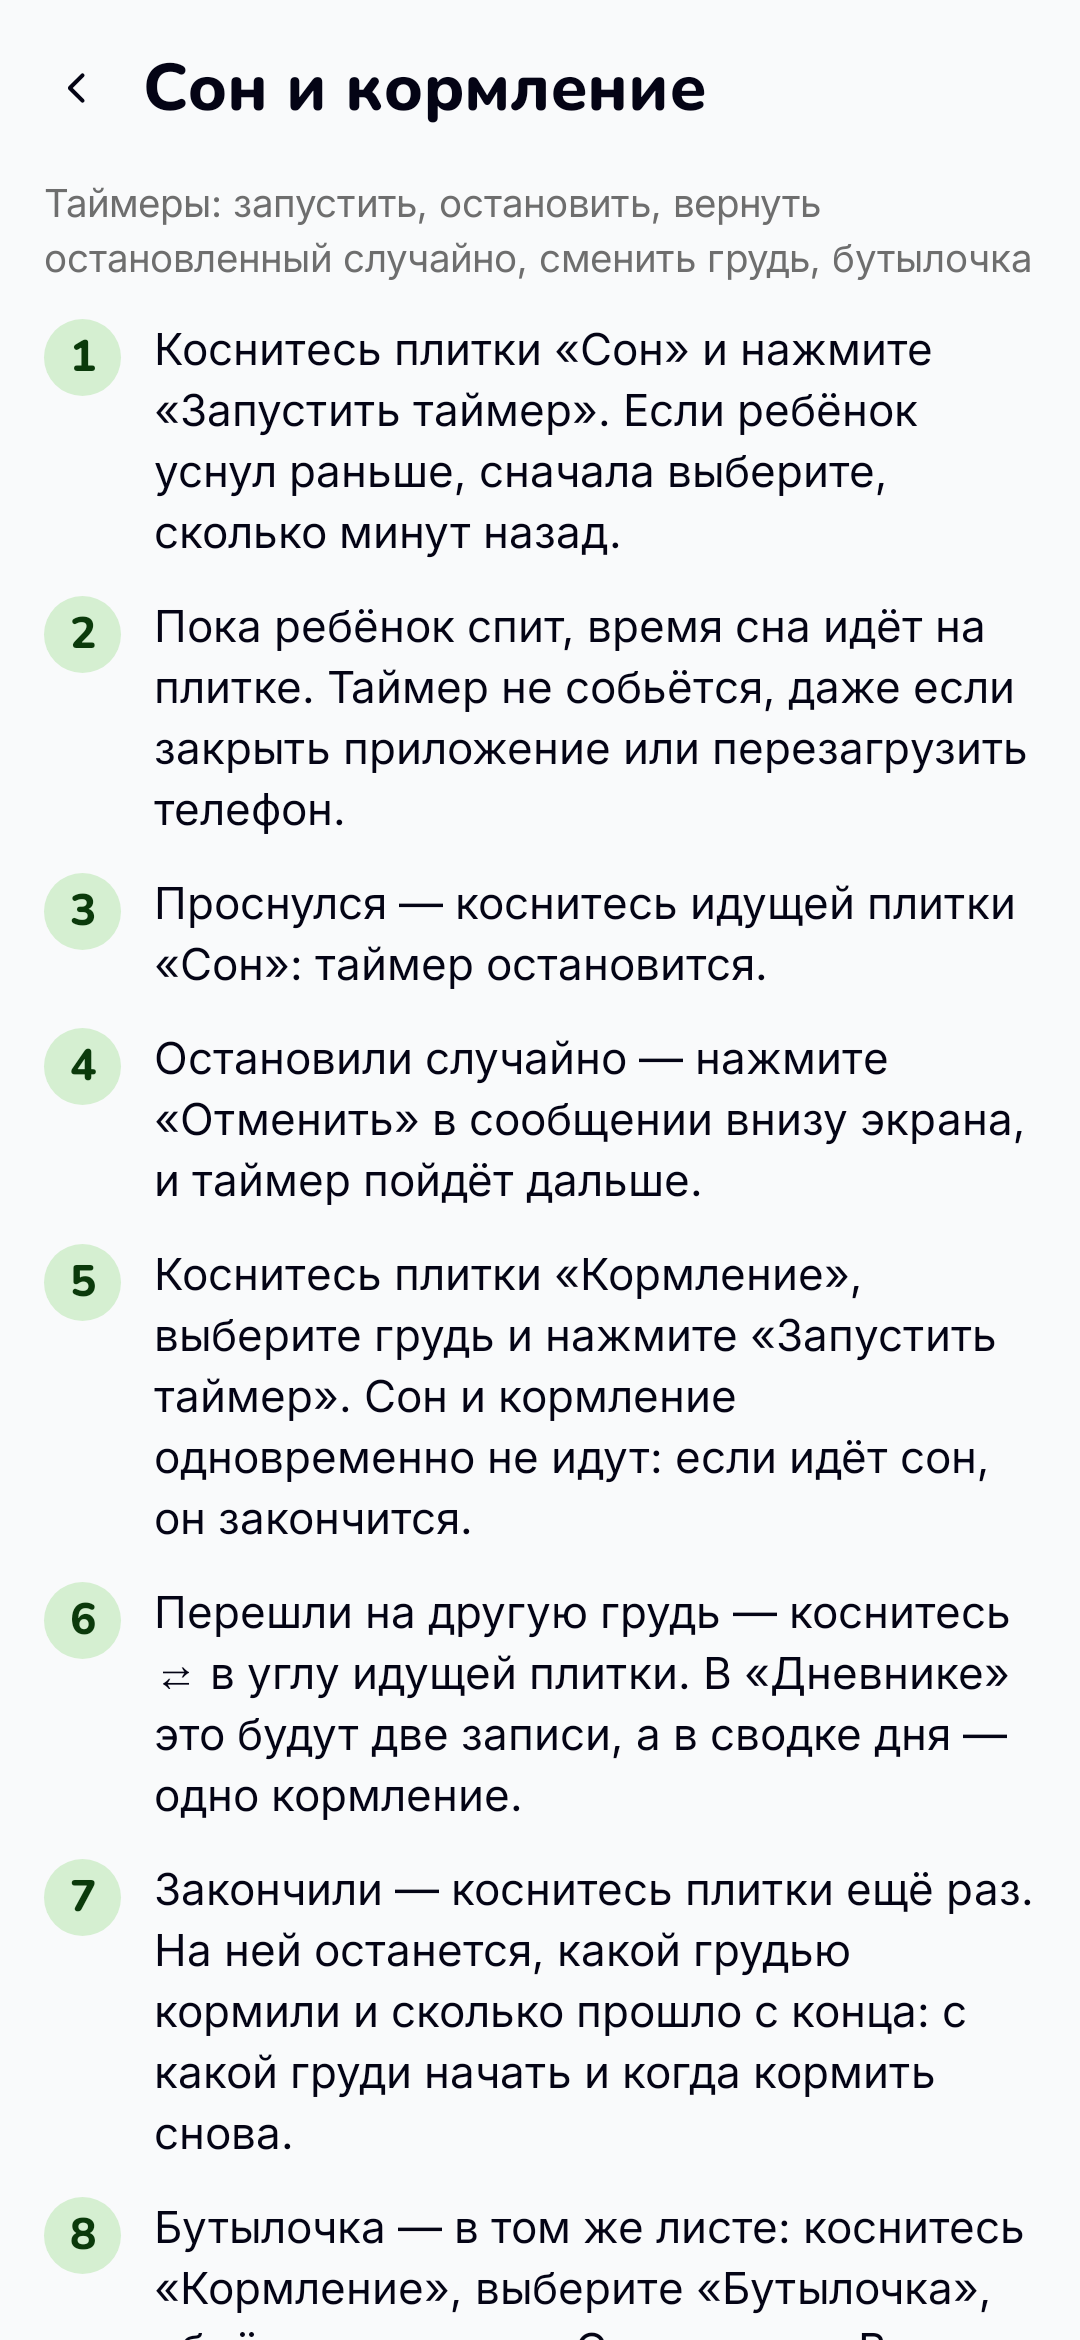 Сон и кормление
Таймеры: запустить, остановить, вернуть
остановленный случайно, сменить грудь, бутылочка
1 Коснитесь плитки «Сон» и нажмите
«Запустить таймер». Если ребёнок
уснул раньше, сначала выберите,
сколько минут назад.
2 Пока ребёнок спит, время сна идёт на
плитке. Таймер не собьётся, даже если
закрыть приложение или перезагрузить
телефон.
3 Проснулся — коснитесь идущей плитки
«Сон»: таймер остановится.
4 Остановили случайно — нажмите
«Отменить» в сообщении внизу экрана,
и таймер пойдёт дальше.
5 Коснитесь плитки «Кормление»,
выберите грудь и нажмите «Запустить
таймер». Сон и кормление
одновременно не идут: если идёт сон,
он закончится.
6 Перешли на другую грудь — коснитесь
⇄ в углу идущей плитки. В «Дневнике»
это будут две записи, а в сводке дня —
одно кормление.
7 Закончили — коснитесь плитки ещё раз.
На ней останется, какой грудью
кормили и сколько прошло с конца: с
какой груди начать и когда кормить
снова.
8 Бутылочка — в том же листе: коснитесь
«Кормление», выберите «Бутылочка»,